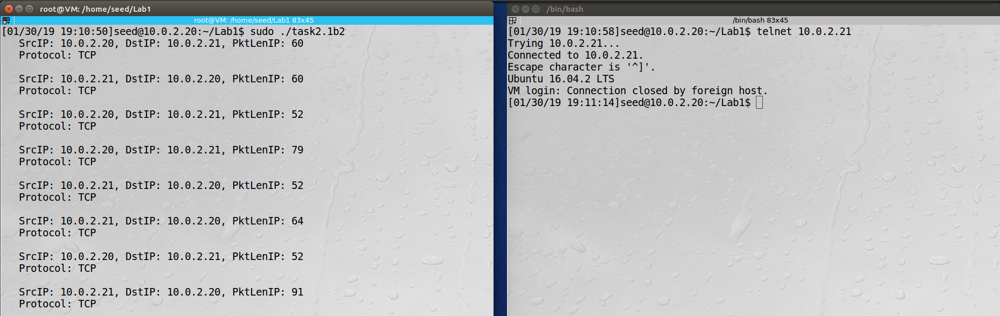 root@VM: /home/seed/Lab1
root@VM: /home/seed/Lab1 83x45
[01/30/19 19:10:50]seed@10.0.2.20:~/Lab1$ sudo ./task2.1b2
SrcIP: 10.0.2.20, DstIP: 10.0.2.21, PktLenIP: 60
Protocol: TCP
SrcIP: 10.0.2.21, DstIP: 10.0.2.20, PktLenIP: 60
Protocol: TCP
SrcIP: 10.0.2.20, DstIP: 10.0.2.21, PktLenIP: 52
Protocol: TCP
SrcIP: 10.0.2.20, DstIP: 10.0.2.21, PktLenIP: 79
Protocol: TCP
SrcIP: 10.0.2.21, DstIP: 10.0.2.20, PktLenIP: 52
Protocol: TCP
SrcIP: 10.0.2.21, DstIP: 10.0.2.20, PktLenIP: 64
Protocol: TCP
SrcIP: 10.0.2.20, DstIP: 10.0.2.21, PktLenIP: 52
Protocol: TCP
SrcIP: 10.0.2.21, DstIP: 10.0.2.20, PktLenIP: 91
Protocol: TCP
/bin/bash
/bin/bash 83x45
[01/30/19 19:10:58]seed@10.0.2.20:~/Lab1$ telnet 10.0.2.21
Trying 10.0.2.21...
Connected to 10.0.2.21.
Escape character is '^]'.
Ubuntu 16.04.2 LTS
VM login: Connection closed by foreign host.
[01/30/19 19:11:14]seed@10.0.2.20:~/Lab1$